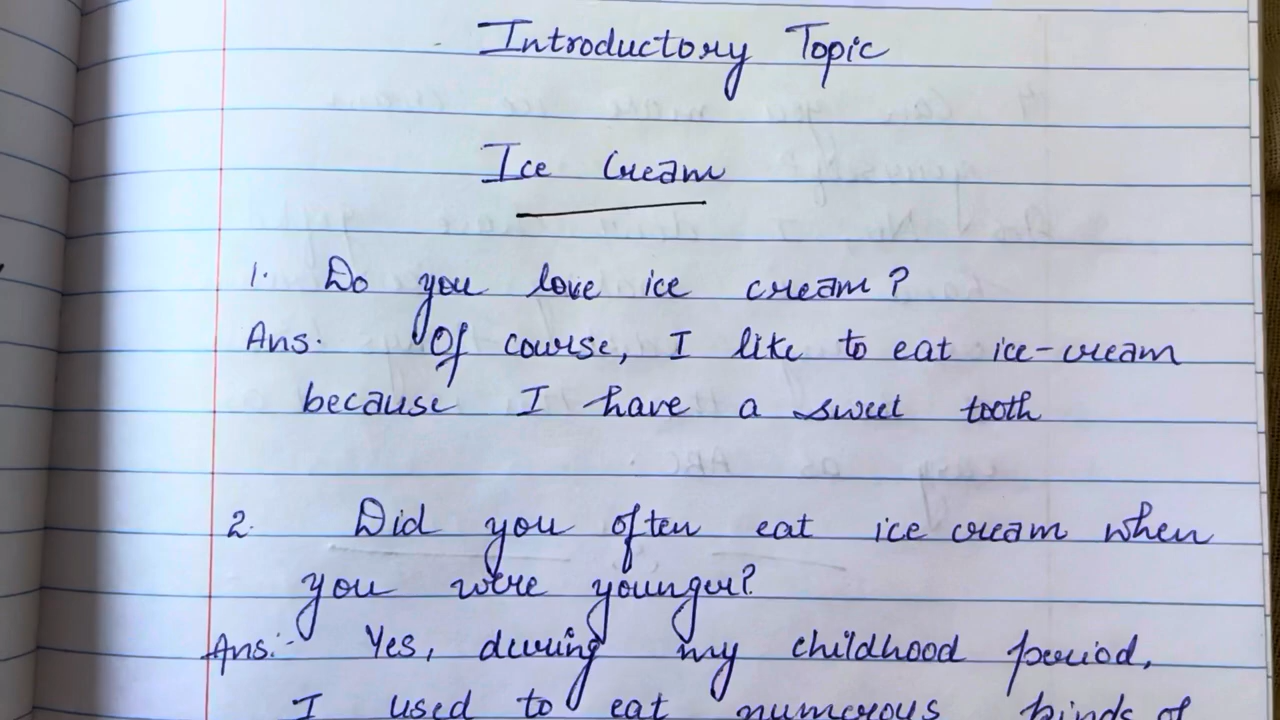 Introductory Topic
Ice Cream
1. Do you love ice cream?
Ans. Of course, I like to eat ice-cream
because I have a sweet tooth
2. Did you often eat ice cream when
you were younger?
Ans:- Yes, during my childhood period,
I used to eat numerous kinds of